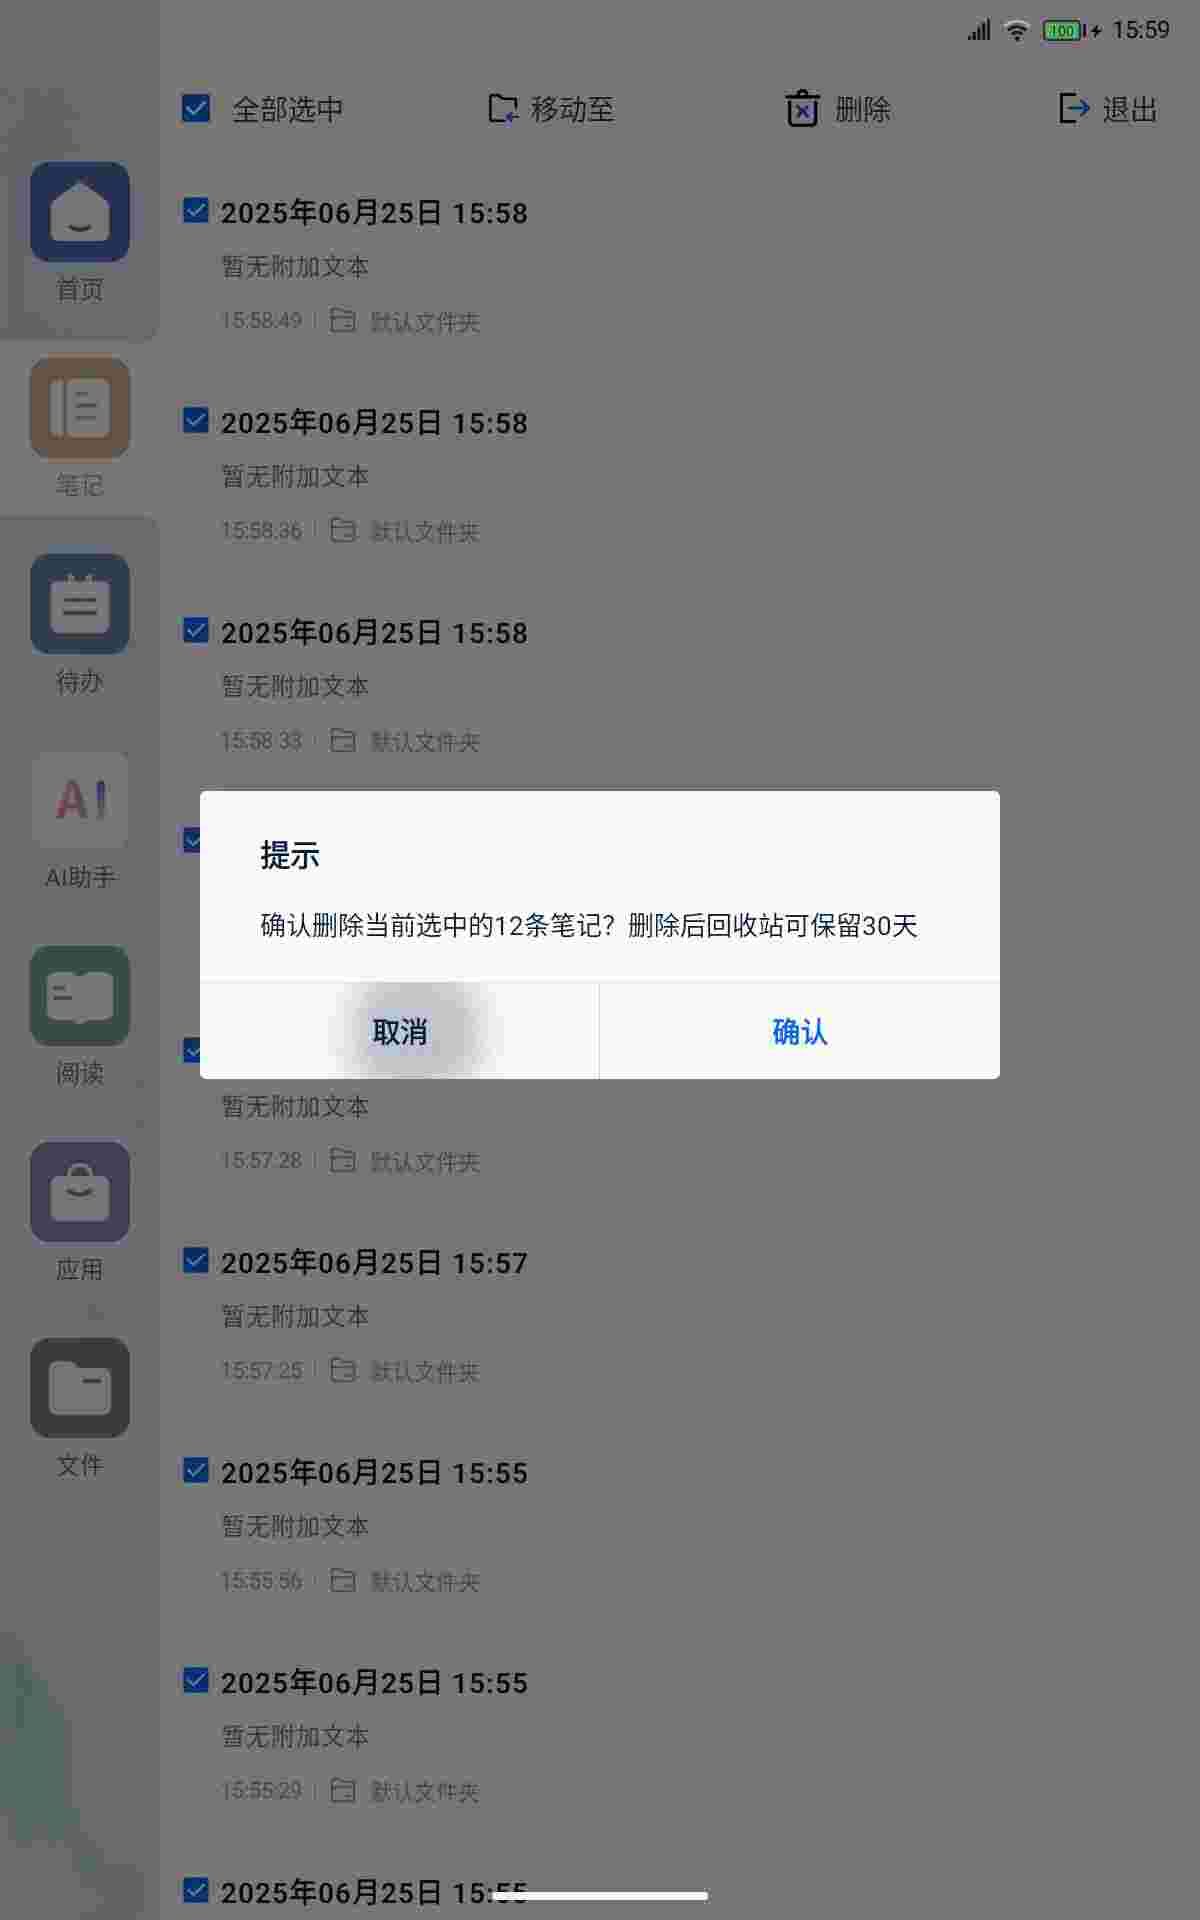 100 15:59
全部选中 移动至 删除 退出
首页
笔记
待办
AI
AI助手
阅读
应用
文件
2025年06月25日 15:58
暂无附加文本
15:58:49 默认文件夹
2025年06月25日 15:58
暂无附加文本
15:58:36 默认文件夹
2025年06月25日 15:58
暂无附加文本
15:58:33 默认文件夹
提示
确认删除当前选中的12条笔记？删除后回收站可保留30天
取消 确认
暂无附加文本
15:57:28 默认文件夹
2025年06月25日 15:57
暂无附加文本
15:57:25 默认文件夹
2025年06月25日 15:55
暂无附加文本
15:55:56 默认文件夹
2025年06月25日 15:55
暂无附加文本
15:55:29 默认文件夹
2025年06月25日 15:55